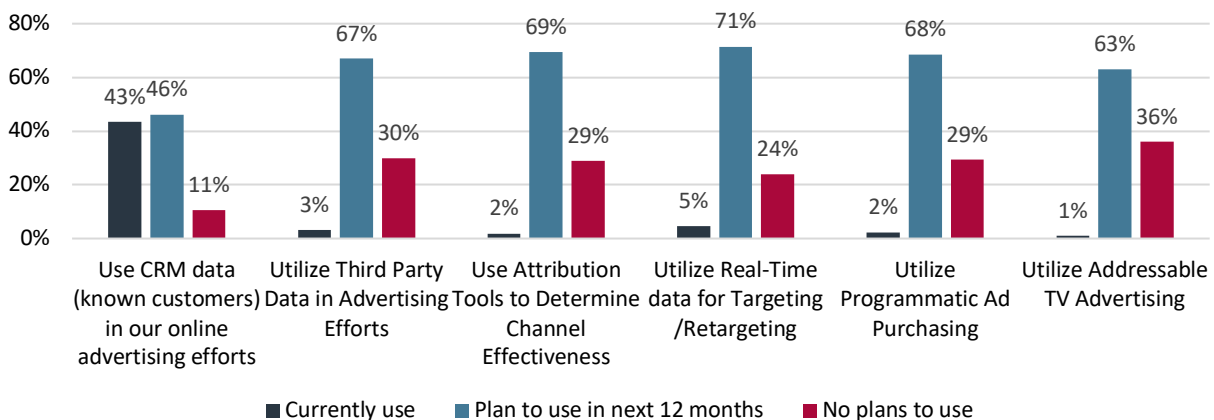 80%
60%
40%
20%
0%
43%
46%
11%
3%
67%
30%
2%
69%
29%
5%
71%
24%
2%
68%
29%
1%
63%
36%
Use CRM data
(known customers)
in our online
advertising efforts
Utilize Third Party
Data in Advertising
Efforts
Use Attribution
Tools to Determine
Channel
Effectiveness
Utilize Real-Time
data for Targeting
/Retargeting
Utilize
Programmatic Ad
Purchasing
Utilize Addressable
TV Advertising
Currently use
Plan to use in next 12 months
No plans to use